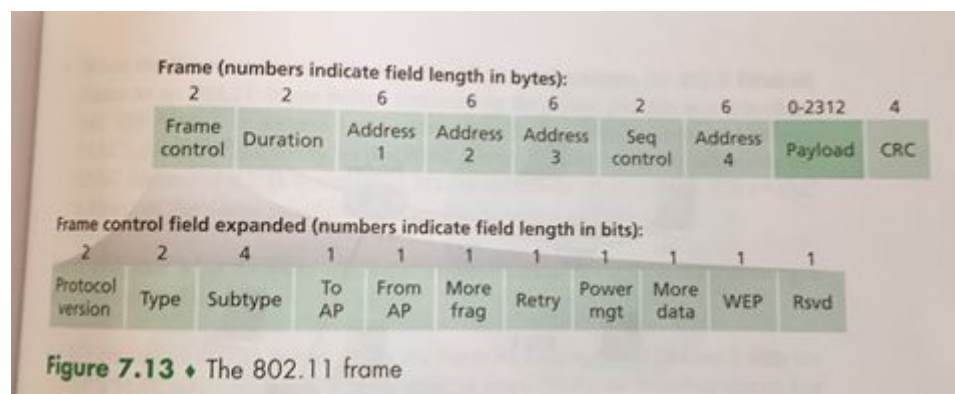 Frame (numbers indicate field length in bytes):
2 2 6 6 6 2 6 0-2312 4
Frame control Duration Address 1 Address 2 Address 3 Seq control Address 4 Payload CRC
Frame control field expanded (numbers indicate field length in bits):
2 2 4 1 1 1 1 1 1 1 1
Protocol version Type Subtype To AP From AP More frag Retry Power mgt More data WEP Rsvd
Figure 7.13 ♦ The 802.11 frame